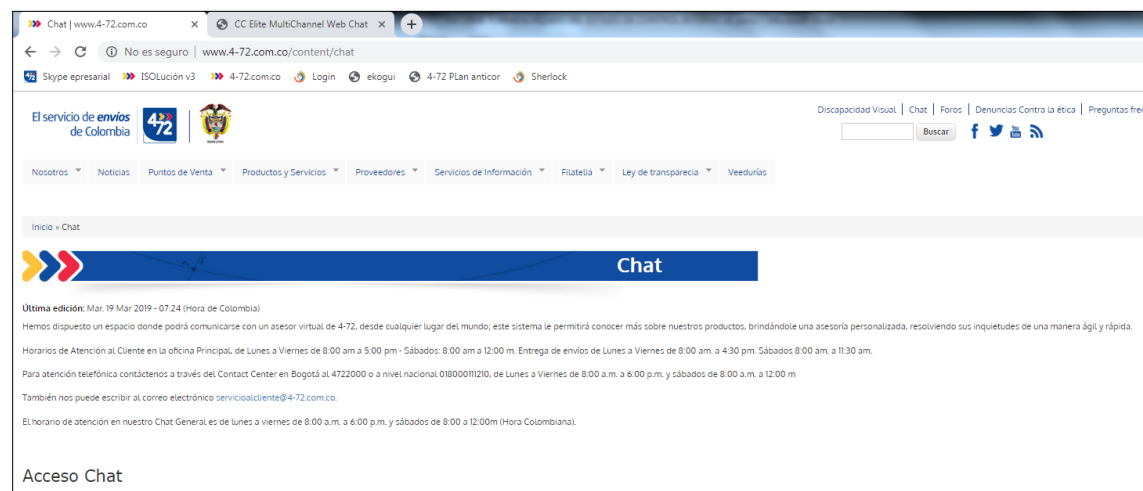 Chat | www.4-72.com.co
CC Elite MultiChannel Web Chat
No es seguro | www.4-72.com.co/content/chat
Skype epresarial ISOLución v3 4-72.com.co Login ekogui 4-72 PLan anticor Sherlock
El servicio de envíos
de Colombia
4-72
Discapacidad Visual | Chat | Foros | Denuncias Contra la ética | Preguntas frec
Buscar
Nosotros Noticias Puntos de Venta Productos y Servicios Proveedores Servicios de Información Filatelia Ley de transparecia Veedurías
Inicio » Chat
Chat
Última edición: Mar, 19 Mar 2019 - 07:24 (Hora de Colombia)
Hemos dispuesto un espacio donde podrá comunicarse con un asesor virtual de 4-72, desde cualquier lugar del mundo; este sistema le permitirá conocer más sobre nuestros productos, brindándole una asesoría personalizada, resolviendo sus inquietudes de una manera ágil y rápida.
Horarios de Atención al Cliente en la oficina Principal, de Lunes a Viernes de 8:00 am a 5:00 pm - Sábados: 8:00 am a 12:00 m. Entrega de envíos de Lunes a Viernes de 8:00 am. a 4:30 pm. Sábados 8:00 am. a 11:30 am.
Para atención telefónica contáctenos a través del Contact Center en Bogotá al 4722000 o a nivel nacional 018000111210, de Lunes a Viernes de 8:00 a.m. a 6:00 p.m. y sábados de 8:00 a.m. a 12:00 m
También nos puede escribir al correo electrónico servicioalcliente@4-72.com.co.
El horario de atención en nuestro Chat General es de lunes a viernes de 8:00 a.m. a 6:00 p.m. y sábados de 8:00 a 12:00m (Hora Colombiana).
Acceso Chat